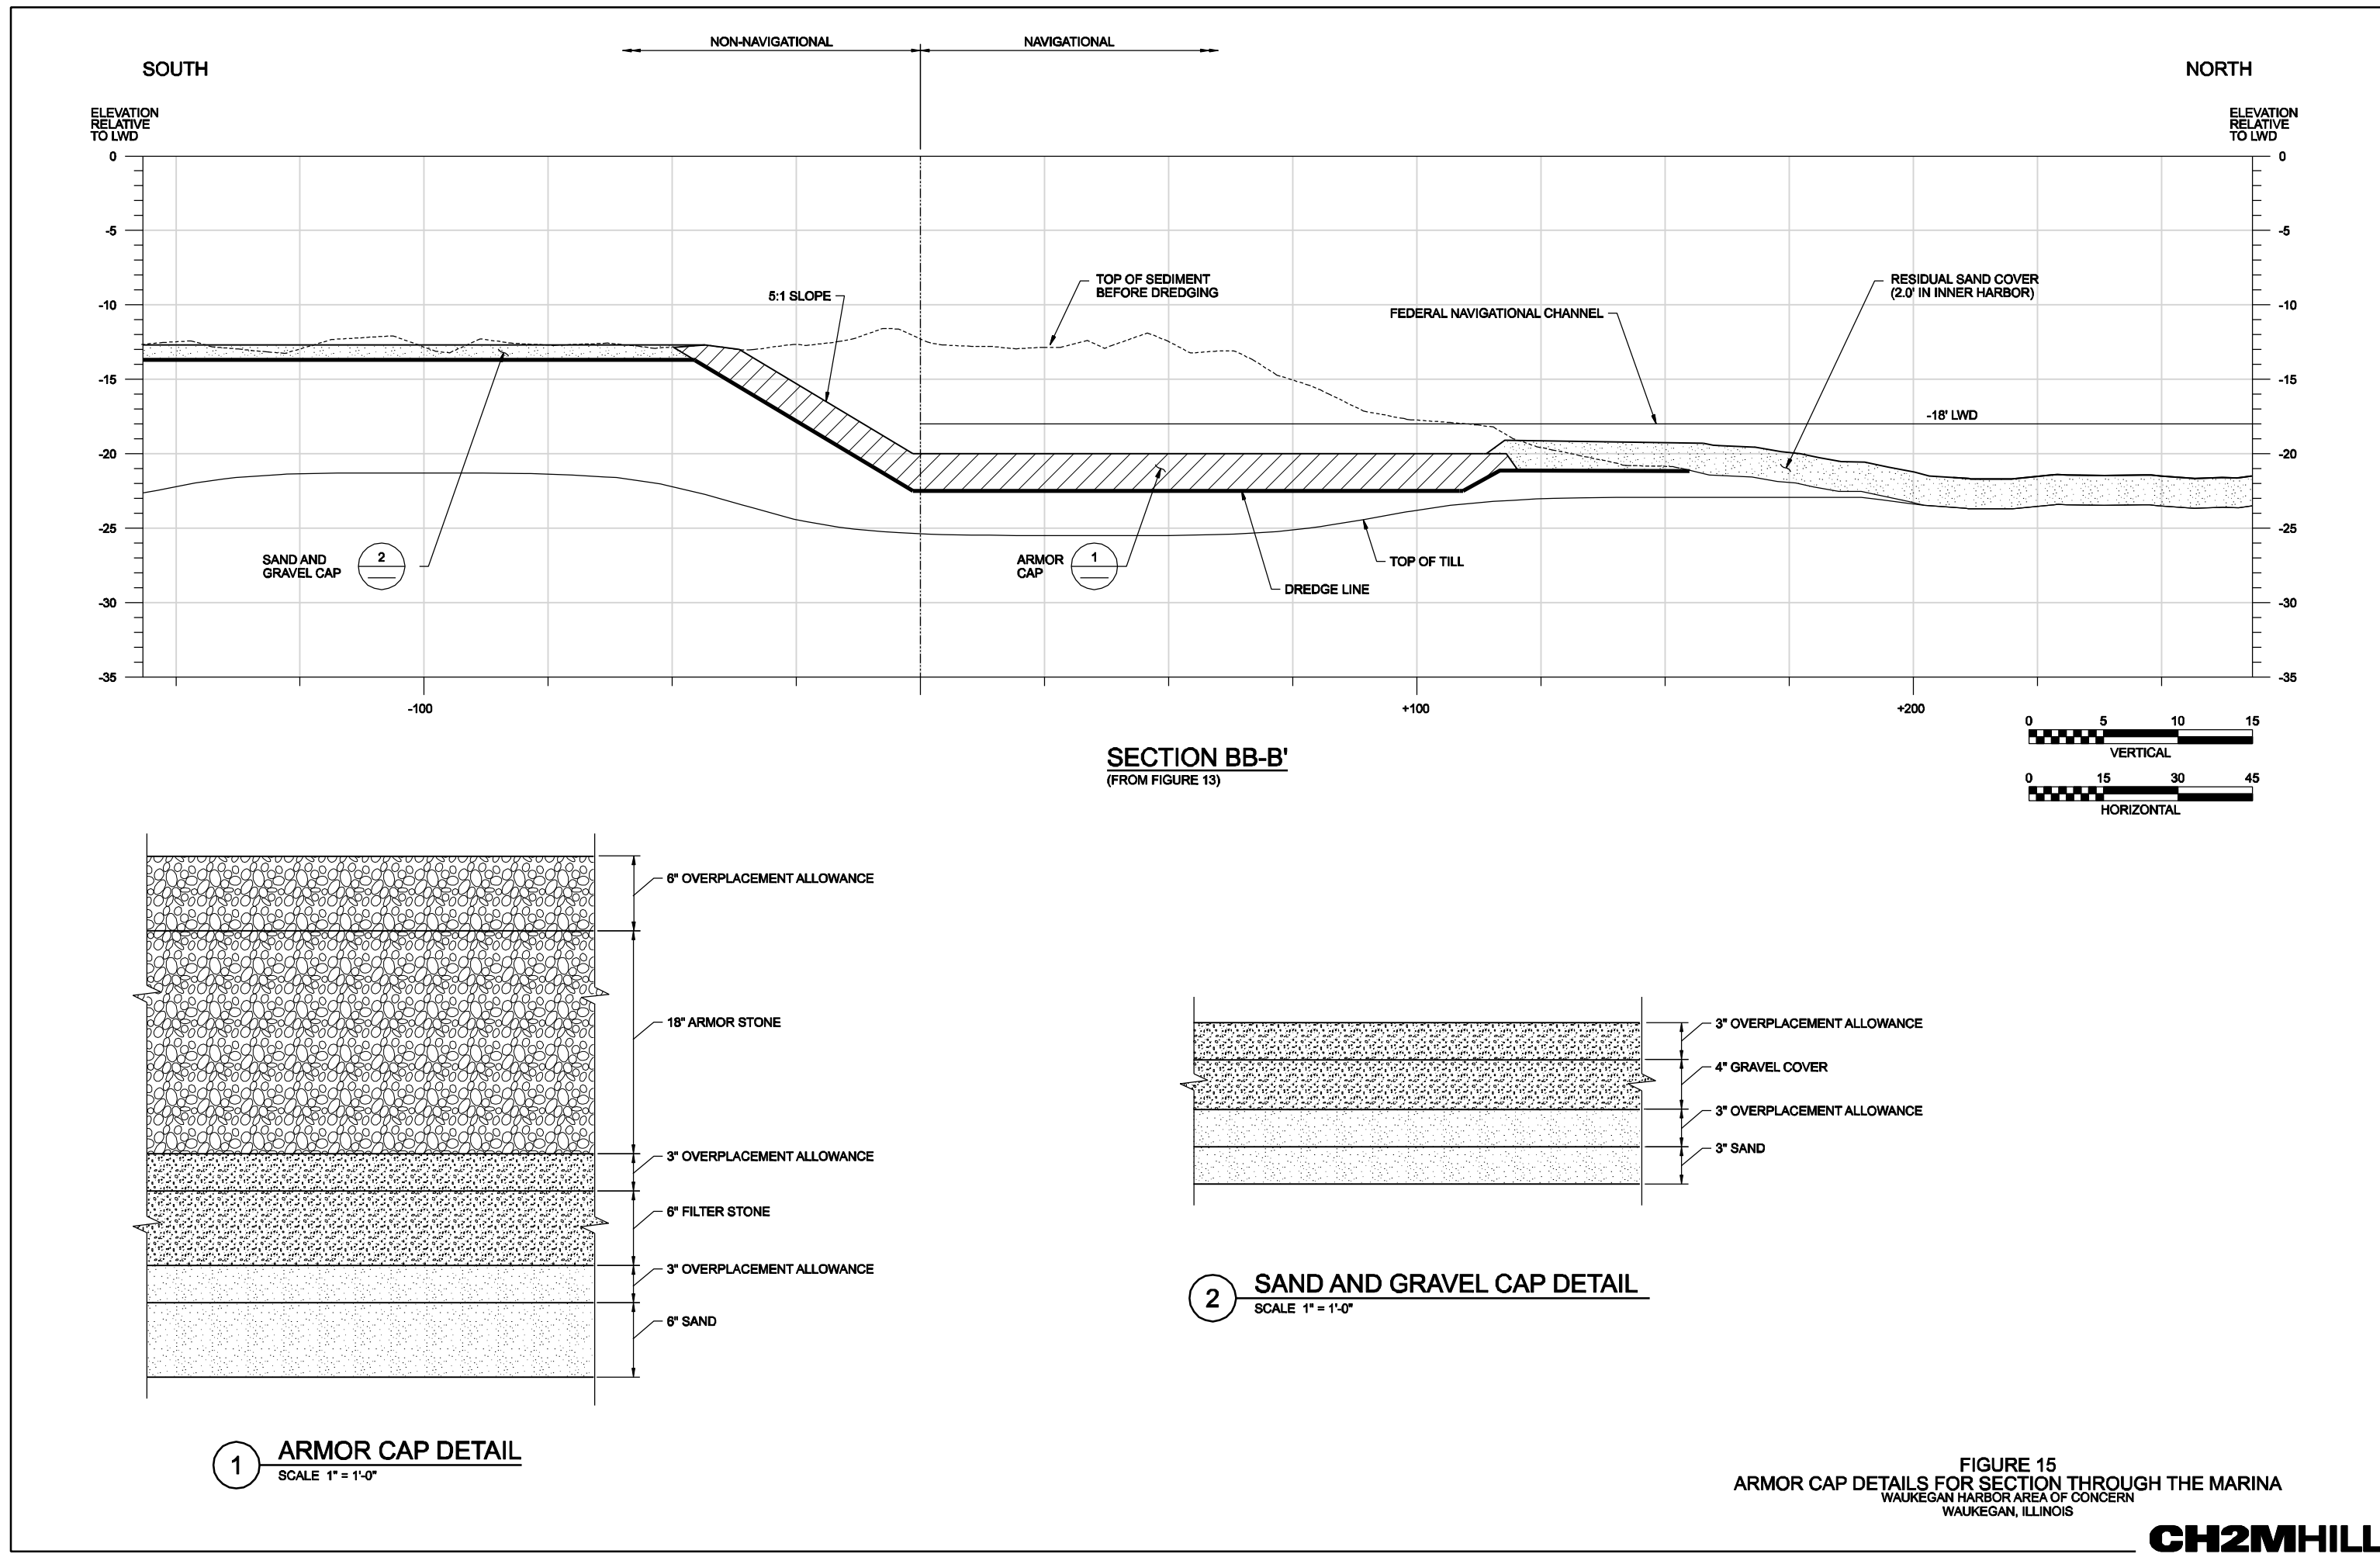 NON-NAVIGATIONAL
NAVIGATIONAL
SOUTH
NORTH
ELEVATION
RELATIVE
TO LWD
ELEVATION
RELATIVE
TO LWD
0
0
-5
-5
TOP OF SEDIMENT
BEFORE DREDGING
RESIDUAL SAND COVER
(2.0' IN INNER HARBOR)
5:1 SLOPE
-10
-10
FEDERAL NAVIGATIONAL CHANNEL
-15
-15
-18' LWD
-20
-20
-25
-25
SAND AND
GRAVEL CAP
2
ARMOR
CAP
1
TOP OF TILL
DREDGE LINE
-30
-30
-35
-35
-100
+100
+200
0 5 10 15
VERTICAL
0 15 30 45
HORIZONTAL
SECTION BB-B'
(FROM FIGURE 13)
6" OVERPLACEMENT ALLOWANCE
18" ARMOR STONE
3" OVERPLACEMENT ALLOWANCE
6" FILTER STONE
3" OVERPLACEMENT ALLOWANCE
6" SAND
1
ARMOR CAP DETAIL
SCALE 1" = 1'-0"
3" OVERPLACEMENT ALLOWANCE
4" GRAVEL COVER
3" OVERPLACEMENT ALLOWANCE
3" SAND
2
SAND AND GRAVEL CAP DETAIL
SCALE 1" = 1'-0"
FIGURE 15
ARMOR CAP DETAILS FOR SECTION THROUGH THE MARINA
WAUKEGAN HARBOR AREA OF CONCERN
WAUKEGAN, ILLINOIS
CH2MHILL